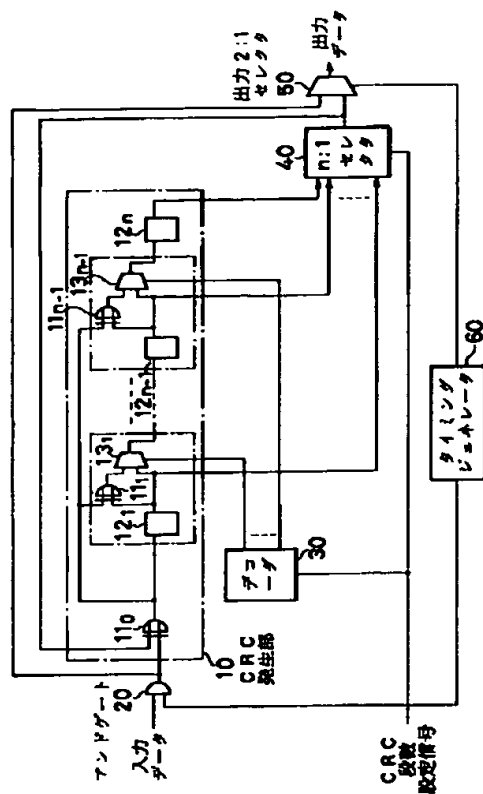 アンドゲート
20
入力
データ
11₀
10
CRC
発生部
12₁
11₁
13₁
12n-1
11n-1
13n-1
12n
デコーダ
30
40
n:1
セレクタ
出力2:1
セレクタ
50
出力
データ
60
タイミング
ジェネレータ
CRC
段数
設定信号